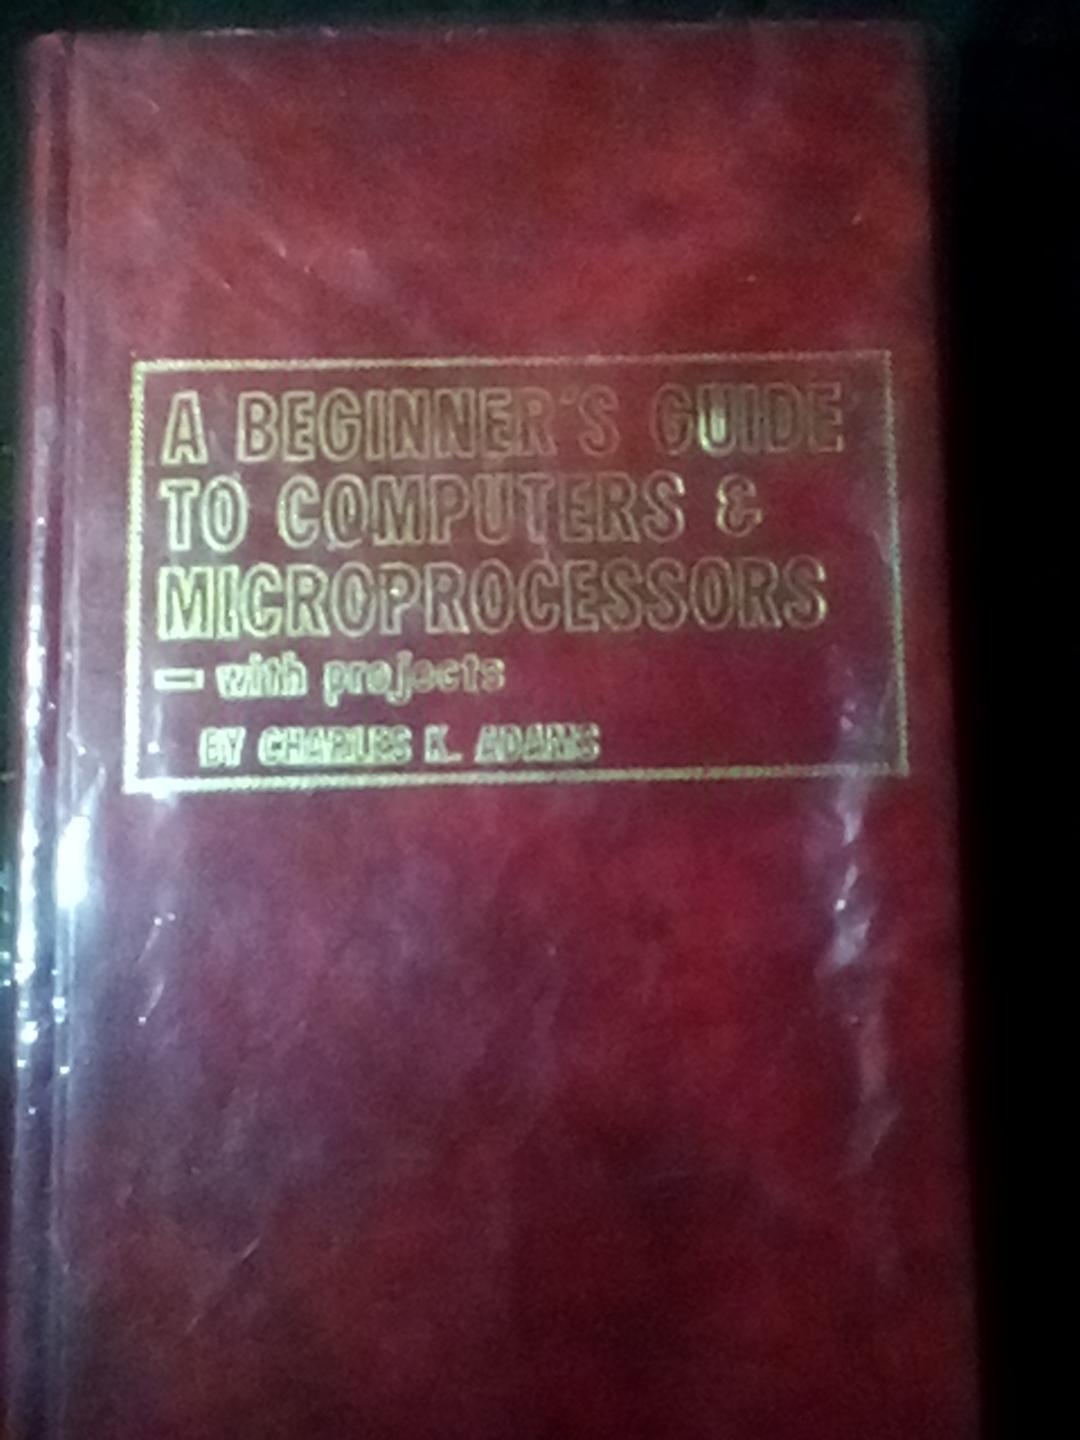 A BEGINNER'S GUIDE
TO COMPUTERS &
MICROPROCESSORS
— with projects
BY CHARLES K. ADAMS